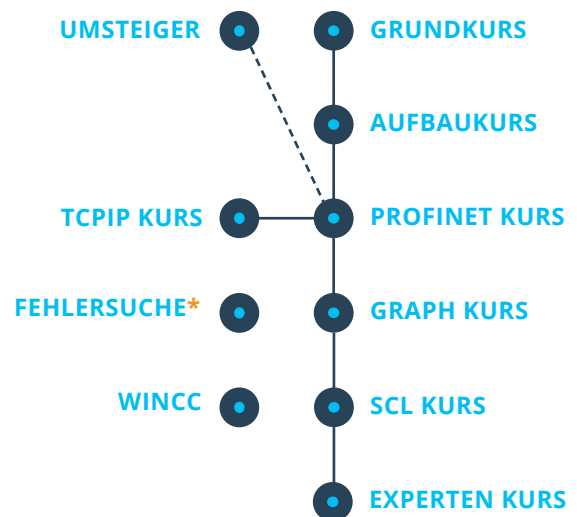 UMSTEIGER
GRUNDKURS
AUFBAUKURS
TCPIP KURS
PROFINET KURS
FEHLERSUCHE*
GRAPH KURS
WINCC
SCL KURS
EXPERTEN KURS